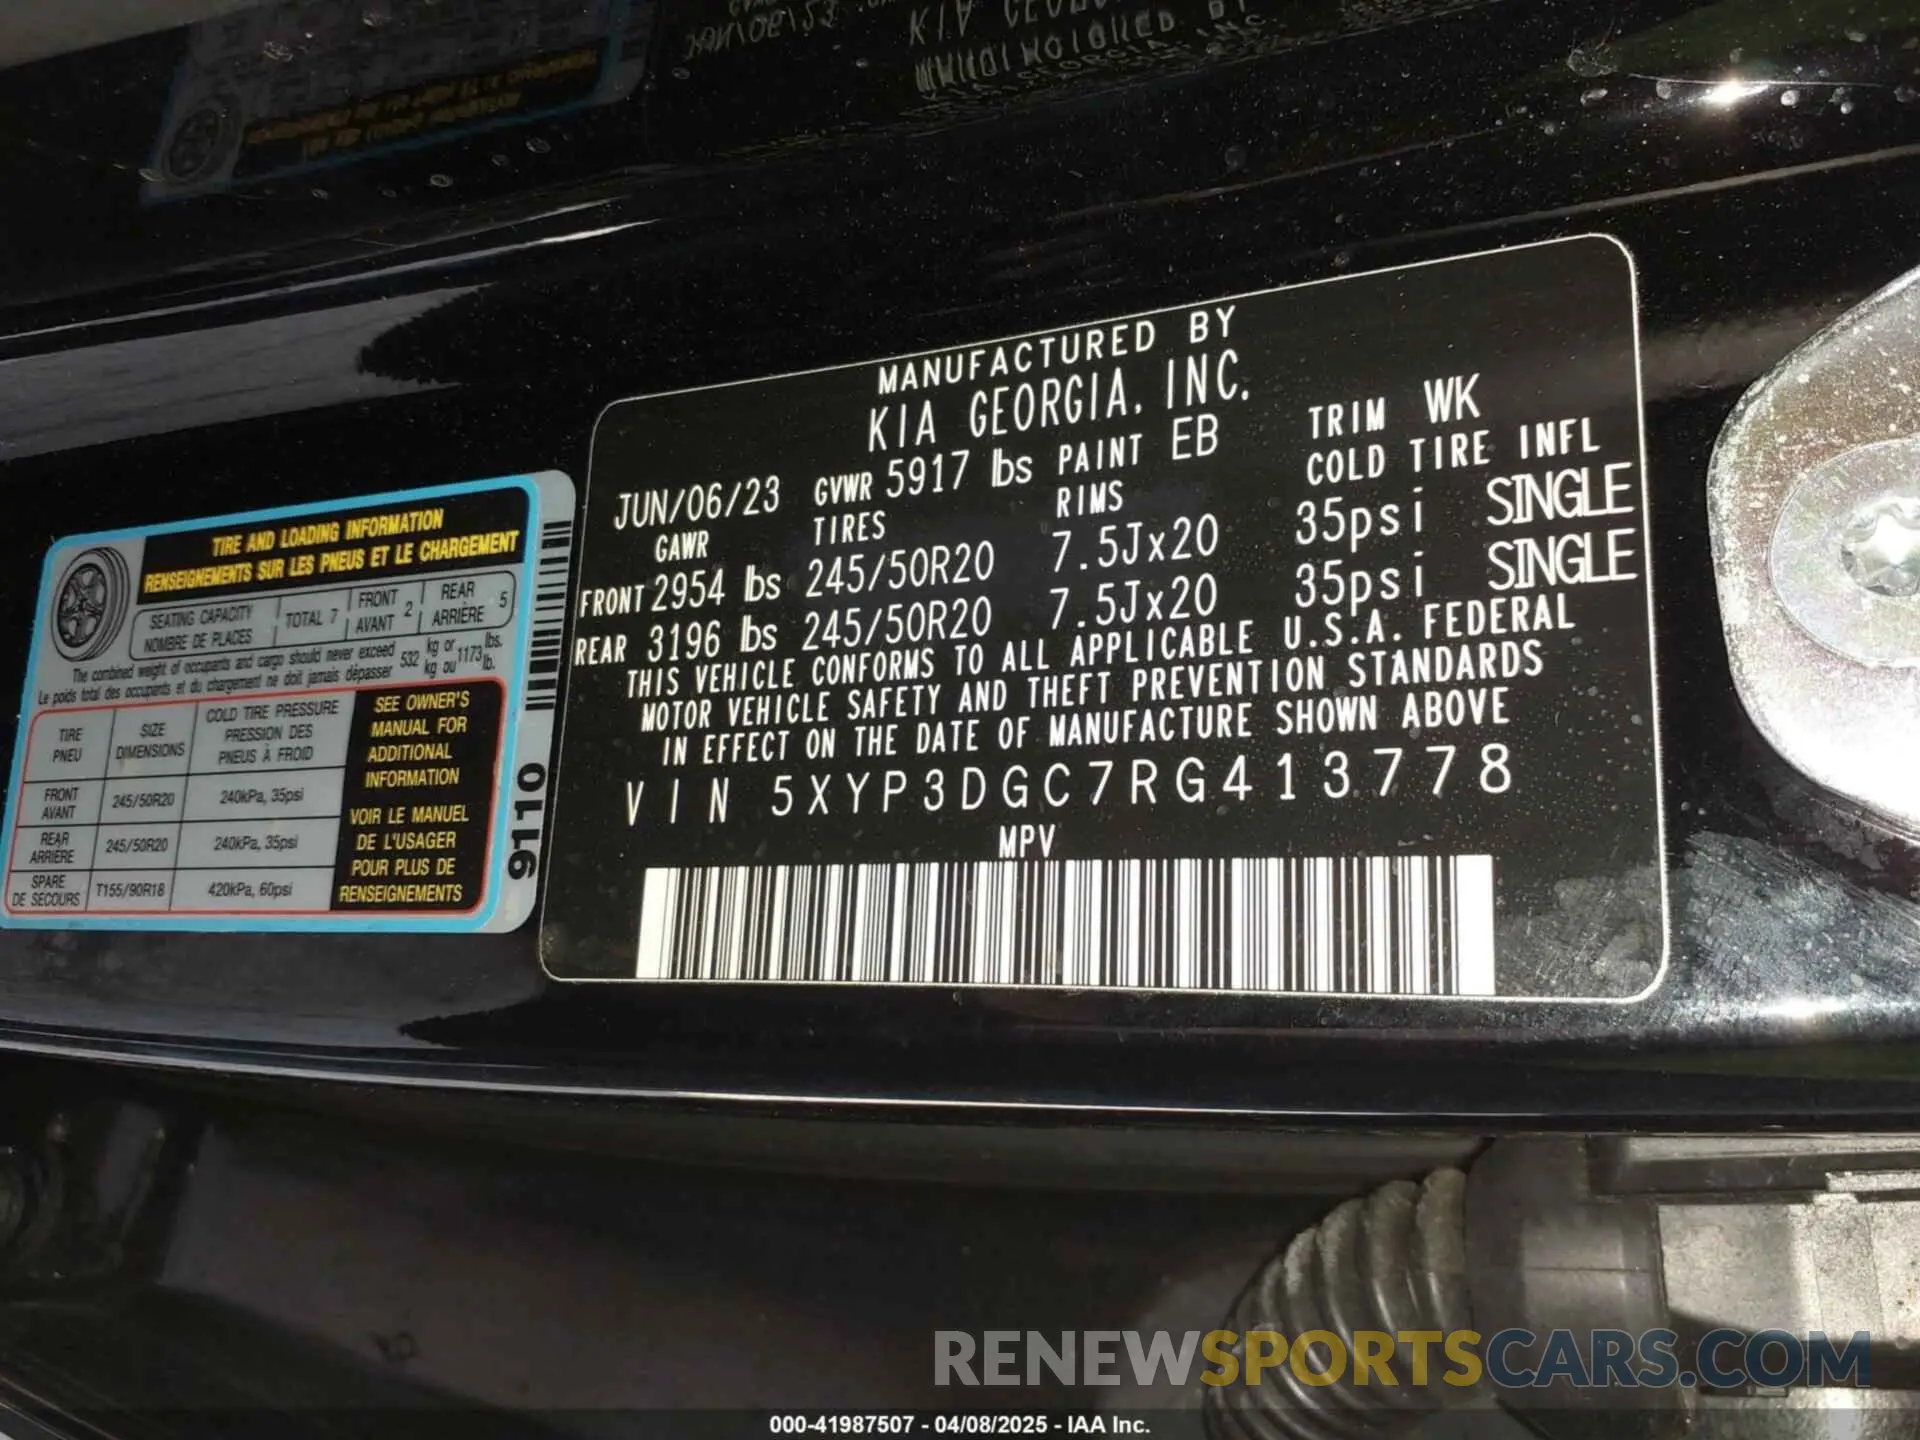 MANUFACTURED BY
KIA GEORGIA, INC.
JUN/06/23 GVWR 5917 lbs PAINT EB TRIM WK
GAWR TIRES RIMS COLD TIRE INFL
FRONT 2954 lbs 245/50R20 7.5Jx20 35psi SINGLE
REAR 3196 lbs 245/50R20 7.5Jx20 35psi SINGLE
THIS VEHICLE CONFORMS TO ALL APPLICABLE U.S.A. FEDERAL
MOTOR VEHICLE SAFETY AND THEFT PREVENTION STANDARDS
IN EFFECT ON THE DATE OF MANUFACTURE SHOWN ABOVE
VIN 5XYP3DGC7RG413778
MPV
TIRE AND LOADING INFORMATION
RENSEIGNEMENTS SUR LES PNEUS ET LE CHARGEMENT
SEATING CAPACITY TOTAL 7 FRONT 2 REAR 5
NOMBRE DE PLACES AVANT ARRIÈRE
The combined weight of occupants and cargo should never exceed 532 kg or 1173 lbs.
Le poids total des occupants et du chargement ne doit jamais dépasser kg ou lb.
TIRE SIZE COLD TIRE PRESSURE
PNEU DIMENSIONS PRESSION DES
PNEUS À FROID
FRONT 245/50R20 240kPa, 35psi
AVANT
REAR 245/50R20 240kPa, 35psi
ARRIÈRE
SPARE T155/90R18 420kPa, 60psi
DE SECOURS
SEE OWNER'S
MANUAL FOR
ADDITIONAL
INFORMATION
VOIR LE MANUEL
DE L'USAGER
POUR PLUS DE
RENSEIGNEMENTS
9110
RENEWSPORTSCARS.COM
000-41987507 - 04/08/2025 - IAA Inc.